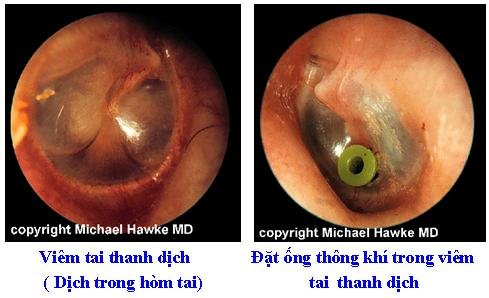 copyright Michael Hawke MD
Viêm tai thanh dịch
( Dịch trong hòm tai)
copyright Michael Hawke MD
Đặt ống thông khí trong viêm
tai thanh dịch